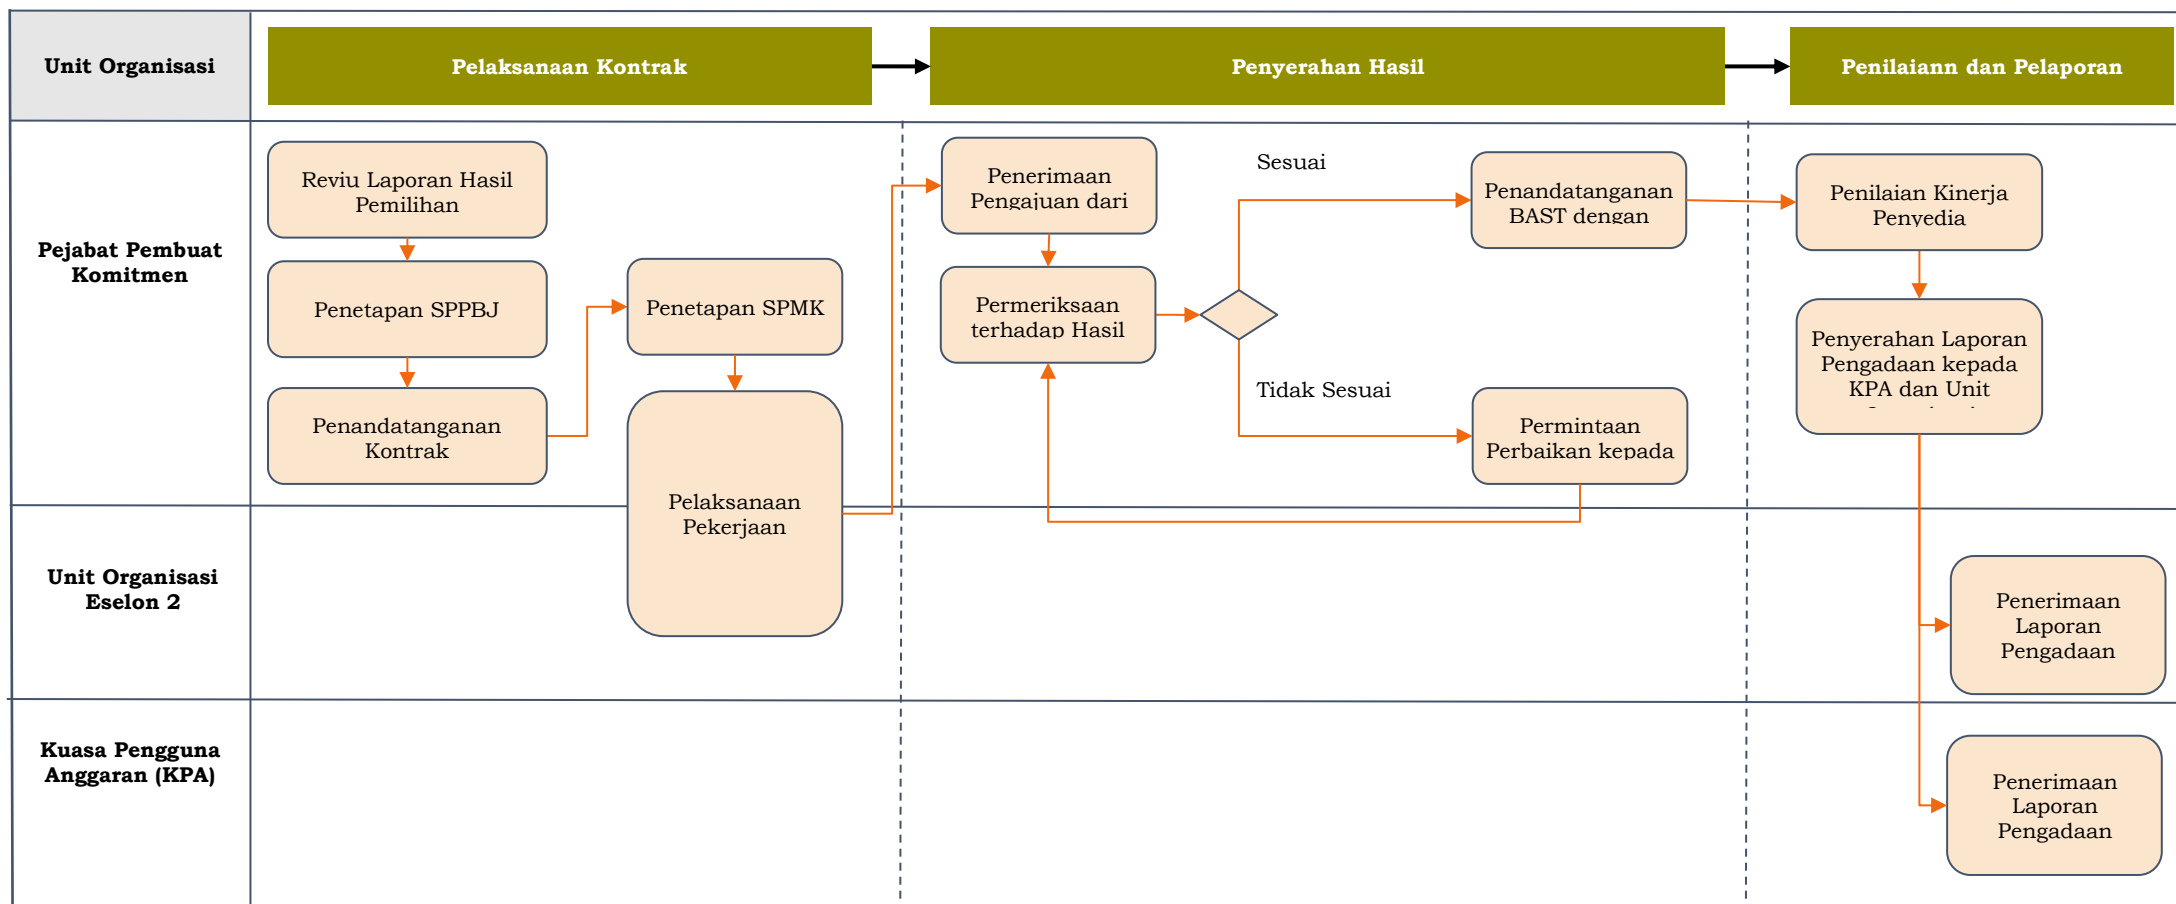 Unit Organisasi
Pelaksanaan Kontrak
Penyerahan Hasil
Penilaiann dan Pelaporan
Pejabat Pembuat
Komitmen
Reviu Laporan Hasil
Pemilihan
Penetapan SPPBJ
Penandatanganan
Kontrak
Penetapan SPMK
Pelaksanaan
Pekerjaan
Penerimaan
Pengajuan dari
Permeriksaan
terhadap Hasil
Sesuai
Tidak Sesuai
Penandatanganan
BAST dengan
Permintaan
Perbaikan kepada
Penilaian Kinerja
Penyedia
Penyerahan Laporan
Pengadaan kepada
KPA dan Unit
Unit Organisasi
Eselon 2
Penerimaan
Laporan
Pengadaan
Kuasa Pengguna
Anggaran (KPA)
Penerimaan
Laporan
Pengadaan